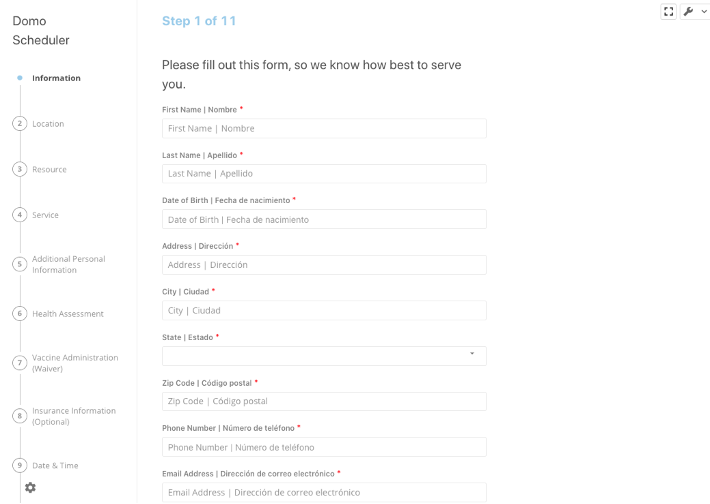 Domo
Scheduler
Information
2 Location
3 Resource
4 Service
5 Additional Personal
Information
6 Health Assessment
7 Vaccine Administration
(Waiver)
8 Insurance Information
(Optional)
9 Date & Time
Step 1 of 11
Please fill out this form, so we know how best to serve
you.
First Name | Nombre *
First Name | Nombre
Last Name | Apellido *
Last Name | Apellido
Date of Birth | Fecha de nacimiento *
Date of Birth | Fecha de nacimiento
Address | Dirección *
Address | Dirección
City | Ciudad *
City | Ciudad
State | Estado *
Zip Code | Código postal *
Zip Code | Código postal
Phone Number | Número de teléfono *
Phone Number | Número de teléfono
Email Address | Dirección de correo electrónico *
Email Address | Dirección de correo electrónico